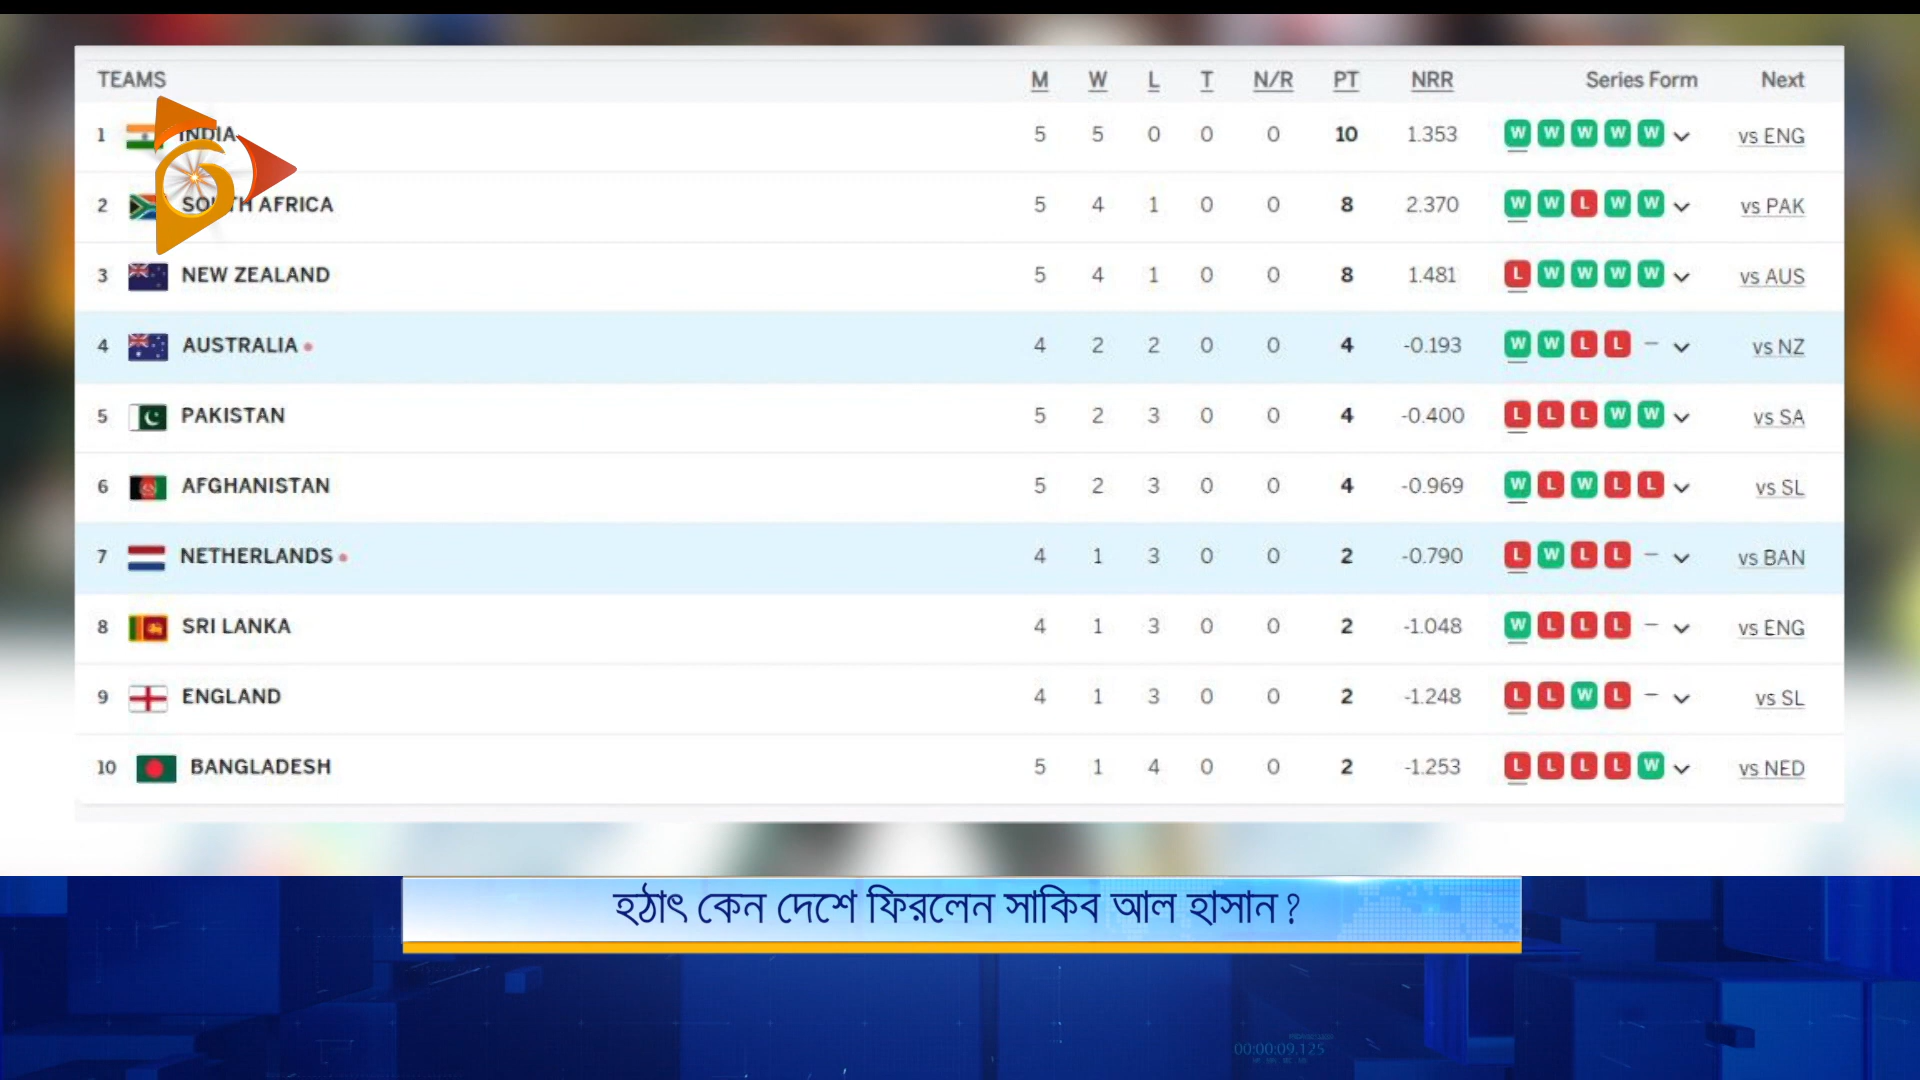 TEAMS M W L T N/R PT NRR Series Form Next
1 INDIA 5 5 0 0 0 10 1.353 W W W W W vs ENG
2 SOUTH AFRICA 5 4 1 0 0 8 2.370 W W L W W vs PAK
3 NEW ZEALAND 5 4 1 0 0 8 1.481 L W W W W vs AUS
4 AUSTRALIA 4 2 2 0 0 4 -0.193 W W L L – vs NZ
5 PAKISTAN 5 2 3 0 0 4 -0.400 L L L W W vs SA
6 AFGHANISTAN 5 2 3 0 0 4 -0.969 W L W L L vs SL
7 NETHERLANDS 4 1 3 0 0 2 -0.790 L W L L – vs BAN
8 SRI LANKA 4 1 3 0 0 2 -1.048 W L L L – vs ENG
9 ENGLAND 4 1 3 0 0 2 -1.248 L L W L – vs SL
10 BANGLADESH 5 1 4 0 0 2 -1.253 L L L L W vs NED
হঠাৎ কেন দেশে ফিরলেন সাকিব আল হাসান ?
00:00:09.125